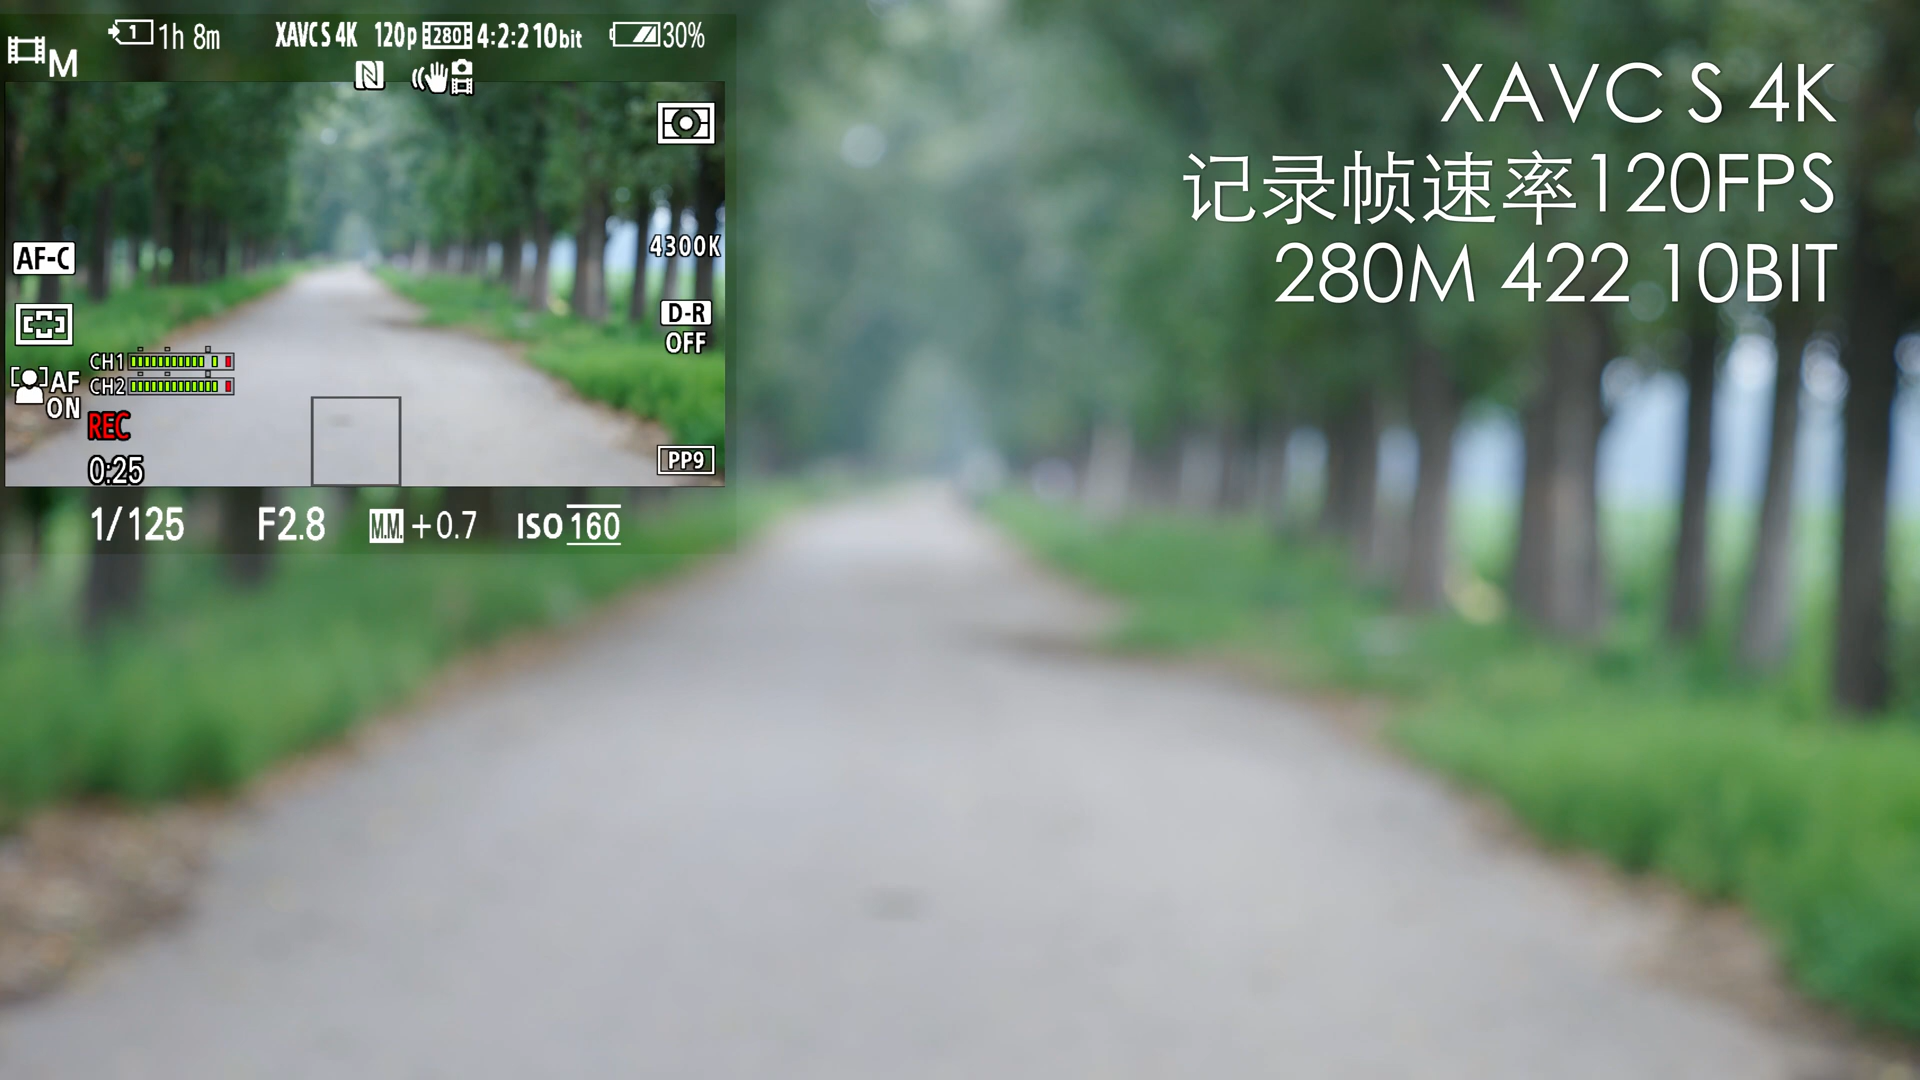 1 1h 8m XAVC S 4K 120p 280 4:2:2 10bit 30%
M
N
AF-C
4300K
D-R
OFF
CH1
CH2
AF
ON
REC
0:25
PP9
1/125 F2.8 M.M. +0.7 ISO 160
XAVC S 4K
记录帧速率120FPS
280M 422 10BIT